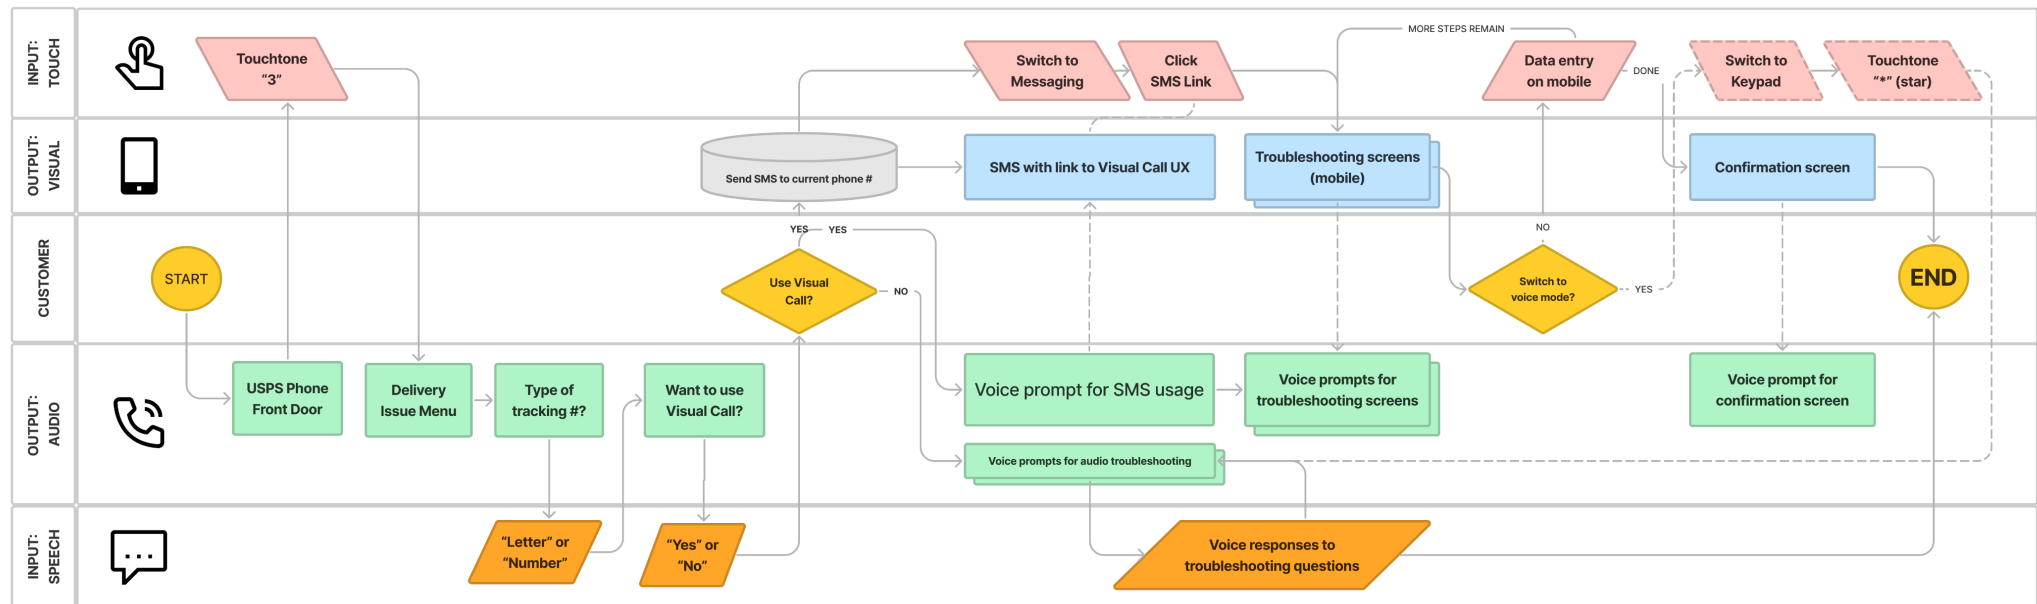 INPUT:
TOUCH
Touchtone
“3”
Switch to
Messaging
Click
SMS Link
MORE STEPS REMAIN
Data entry
on mobile
DONE
Switch to
Keypad
Touchtone
“*” (star)
OUTPUT:
VISUAL
Send SMS to current phone #
SMS with link to Visual Call UX
Troubleshooting screens
(mobile)
Confirmation screen
CUSTOMER
START
YES
YES
Use Visual
Call?
NO
NO
Switch to
voice mode?
YES
END
OUTPUT:
AUDIO
USPS Phone
Front Door
Delivery
Issue Menu
Type of
tracking #?
Want to use
Visual Call?
Voice prompt for SMS usage
Voice prompts for
troubleshooting screens
Voice prompt for
confirmation screen
Voice prompts for audio troubleshooting
INPUT:
SPEECH
“Letter” or
“Number”
“Yes” or
“No”
Voice responses to
troubleshooting questions